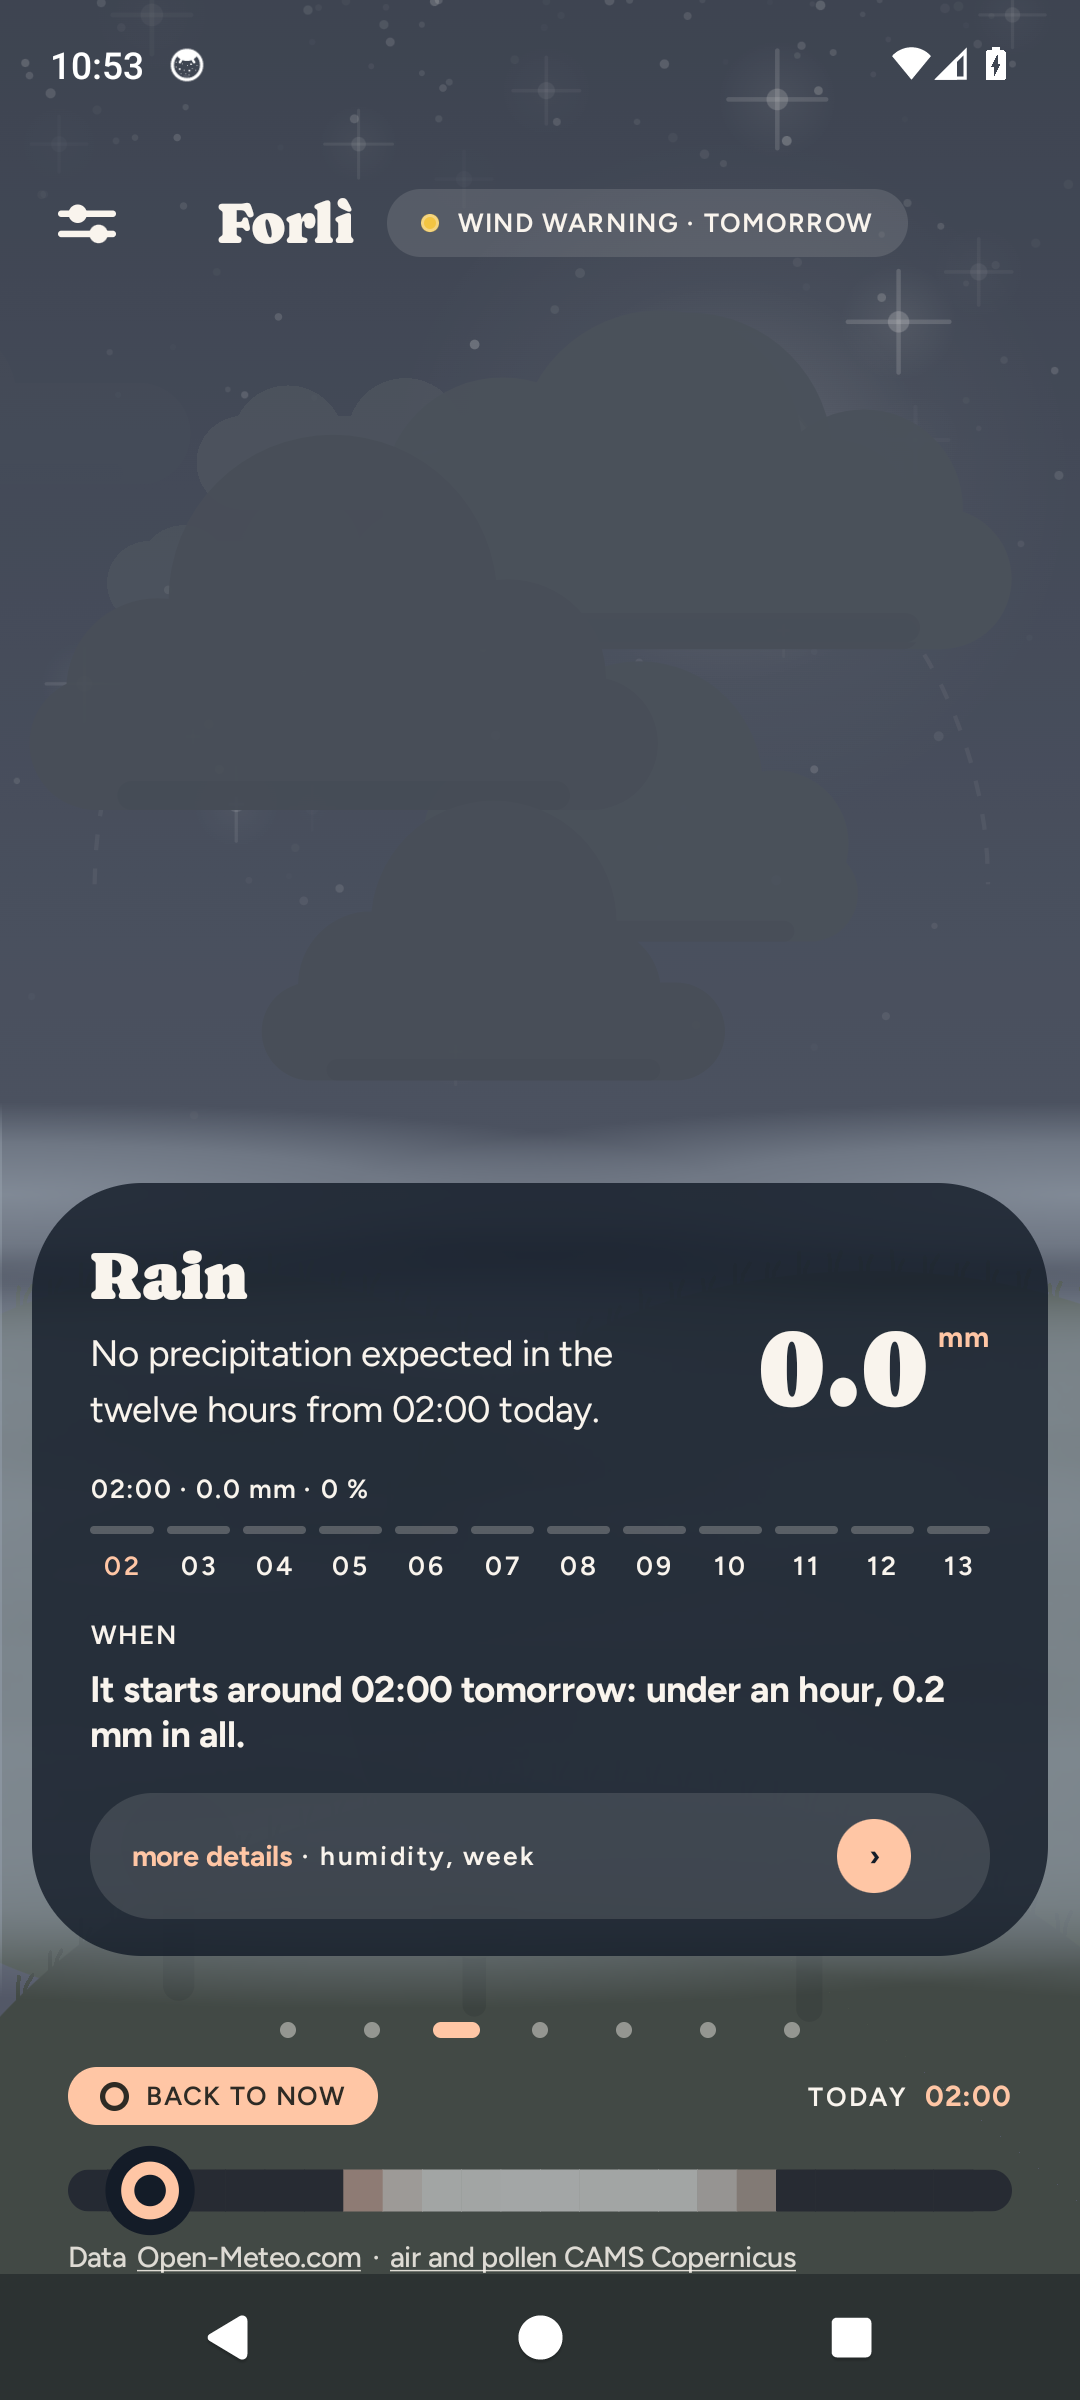 10:53
Forlì
WIND WARNING · TOMORROW
Rain
No precipitation expected in the
twelve hours from 02:00 today.
0.0 mm
02:00 · 0.0 mm · 0 %
02 03 04 05 06 07 08 09 10 11 12 13
WHEN
It starts around 02:00 tomorrow: under an hour, 0.2
mm in all.
more details · humidity, week
›
BACK TO NOW
TODAY 02:00
Data Open-Meteo.com · air and pollen CAMS Copernicus